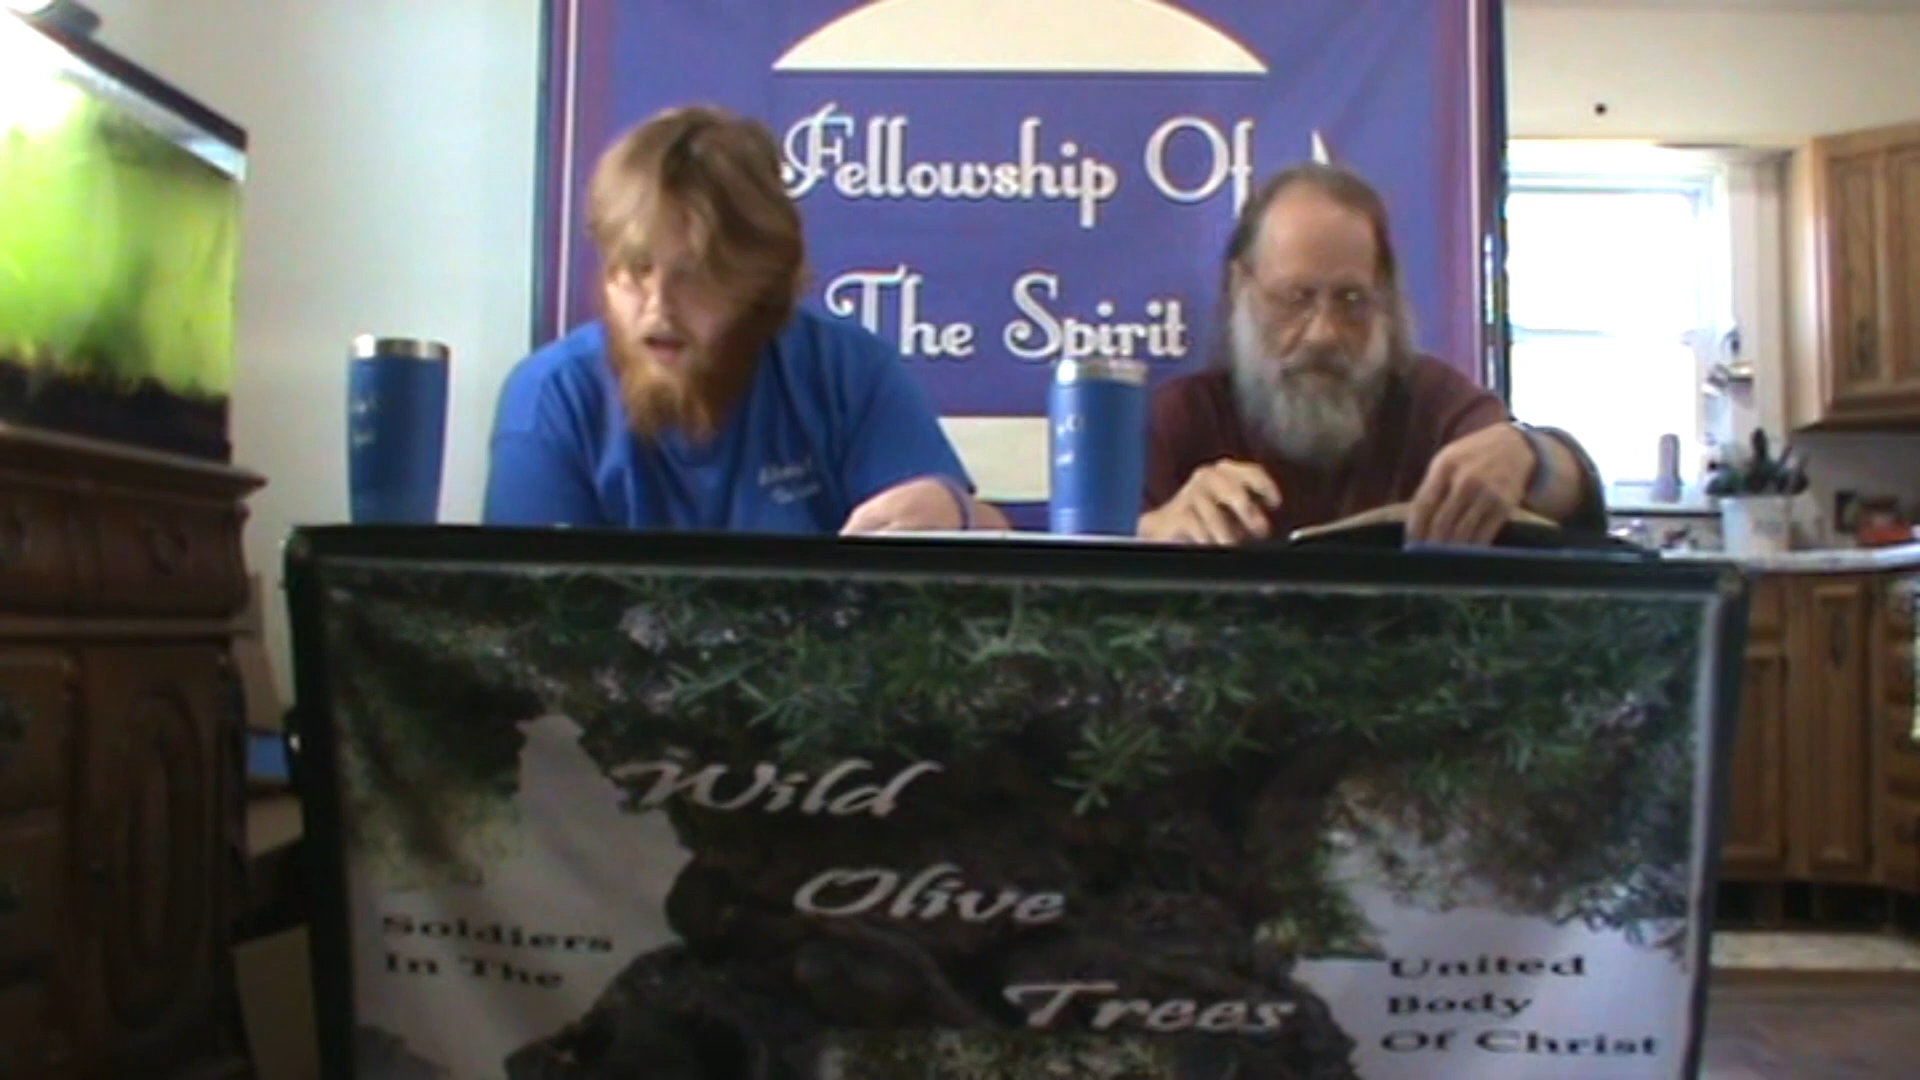 Fellowship Of
The Spirit
Wild
Olive
Trees
Soldiers
In The
United
Body
Of Christ